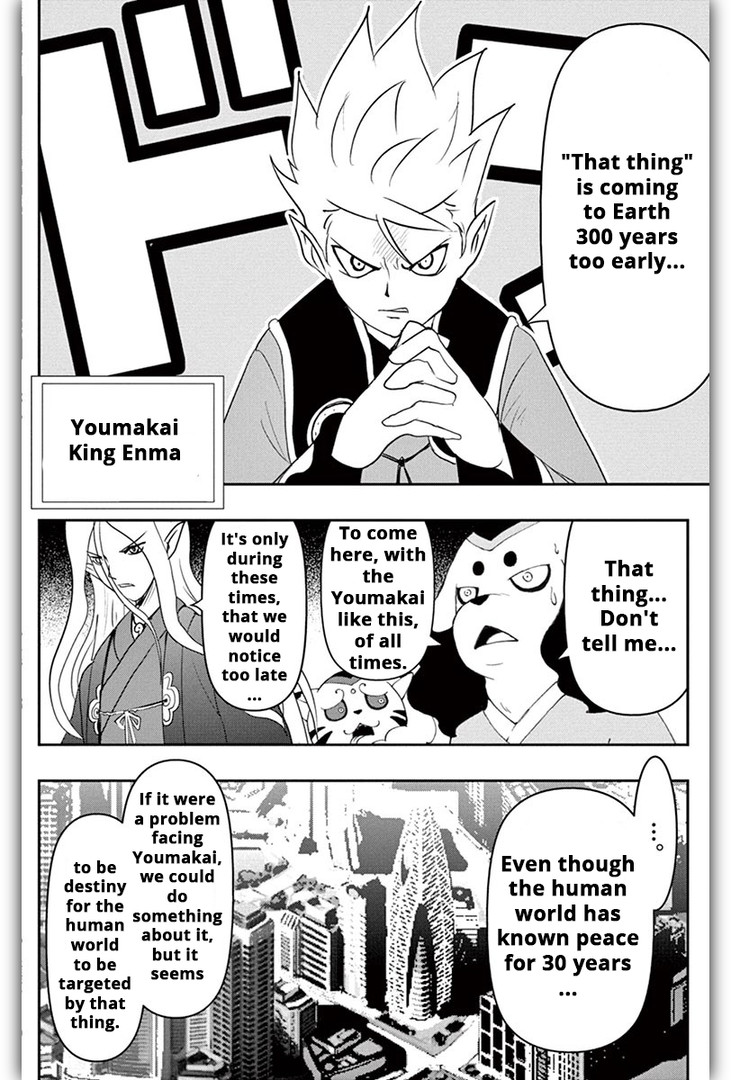 "That thing"
is coming
to Earth
300 years
too early...
Youmakai
King Enma
That
thing...
Don't
tell me...
To come
here, with
the
Youmakai
like this,
of all
times.
It's only
during
these
times,
that we
would
notice
too late
...
...。
Even though
the human
world has
known peace
for 30 years
...
If it were
a problem
facing
Youmakai,
we could
do
something
about it,
but it
seems
to be
destiny
for the
human
world
to be
targeted
by that
thing.